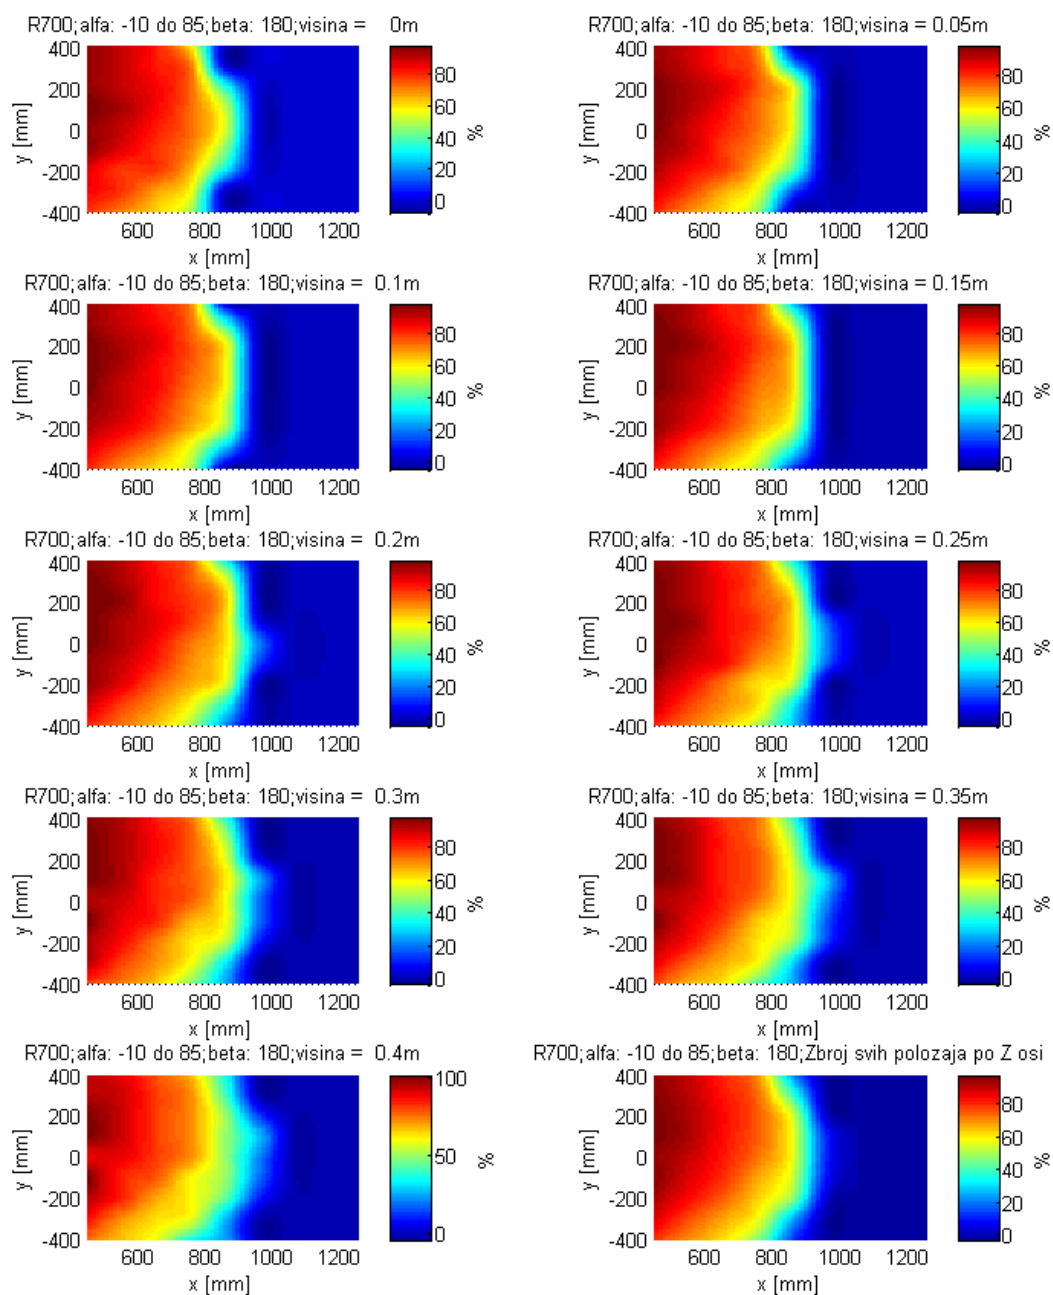 R700;alfa: -10 do 85;beta: 180;visina = 0m
400
200
0
-200
-400
y [mm]
600 800 1000 1200
x [mm]
80
60
40
20
0
%
R700;alfa: -10 do 85;beta: 180;visina = 0.05m
400
200
0
-200
-400
y [mm]
600 800 1000 1200
x [mm]
80
60
40
20
0
%
R700;alfa: -10 do 85;beta: 180;visina = 0.1m
400
200
0
-200
-400
y [mm]
600 800 1000 1200
x [mm]
80
60
40
20
0
%
R700;alfa: -10 do 85;beta: 180;visina = 0.15m
400
200
0
-200
-400
y [mm]
600 800 1000 1200
x [mm]
80
60
40
20
0
%
R700;alfa: -10 do 85;beta: 180;visina = 0.2m
400
200
0
-200
-400
y [mm]
600 800 1000 1200
x [mm]
80
60
40
20
0
%
R700;alfa: -10 do 85;beta: 180;visina = 0.25m
400
200
0
-200
-400
y [mm]
600 800 1000 1200
x [mm]
80
60
40
20
0
%
R700;alfa: -10 do 85;beta: 180;visina = 0.3m
400
200
0
-200
-400
y [mm]
600 800 1000 1200
x [mm]
80
60
40
20
0
%
R700;alfa: -10 do 85;beta: 180;visina = 0.35m
400
200
0
-200
-400
y [mm]
600 800 1000 1200
x [mm]
80
60
40
20
0
%
R700;alfa: -10 do 85;beta: 180;visina = 0.4m
400
200
0
-200
-400
y [mm]
600 800 1000 1200
x [mm]
100
50
0
%
R700;alfa: -10 do 85;beta: 180;Zbroj svih polozaja po Z osi
400
200
0
-200
-400
y [mm]
600 800 1000 1200
x [mm]
80
60
40
20
0
%